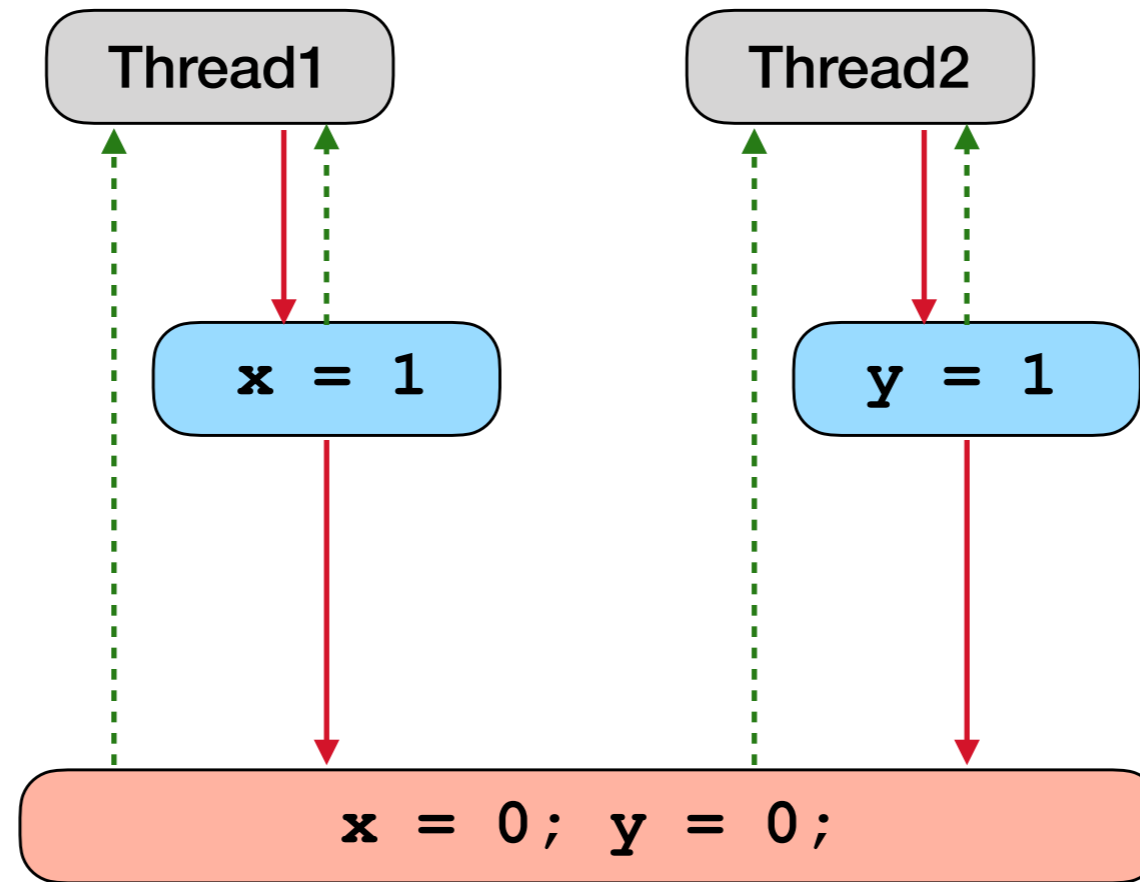 Thread1
Thread2
x = 1
y = 1
x = 0; y = 0;